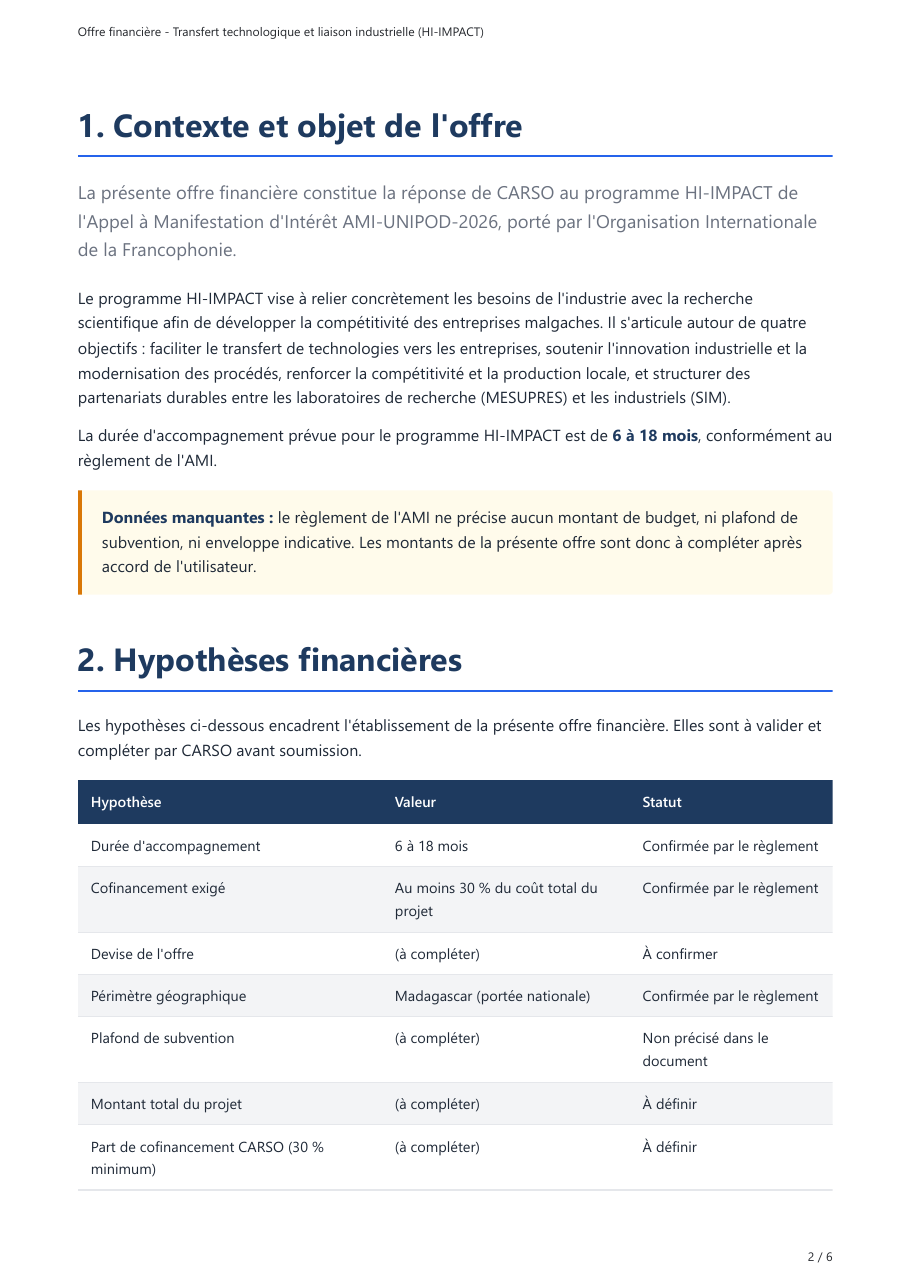 Offre financière - Transfert technologique et liaison industrielle (HI-IMPACT)
1. Contexte et objet de l'offre
La présente offre financière constitue la réponse de CARSO au programme HI-IMPACT de
l'Appel à Manifestation d'Intérêt AMI-UNIPOD-2026, porté par l'Organisation Internationale
de la Francophonie.
Le programme HI-IMPACT vise à relier concrètement les besoins de l'industrie avec la recherche
scientifique afin de développer la compétitivité des entreprises malgaches. Il s'articule autour de quatre
objectifs : faciliter le transfert de technologies vers les entreprises, soutenir l'innovation industrielle et la
modernisation des procédés, renforcer la compétitivité et la production locale, et structurer des
partenariats durables entre les laboratoires de recherche (MESUPRES) et les industriels (SIM).
La durée d'accompagnement prévue pour le programme HI-IMPACT est de 6 à 18 mois, conformément au
règlement de l'AMI.
Données manquantes : le règlement de l'AMI ne précise aucun montant de budget, ni plafond de
subvention, ni enveloppe indicative. Les montants de la présente offre sont donc à compléter après
accord de l'utilisateur.
2. Hypothèses financières
Les hypothèses ci-dessous encadrent l'établissement de la présente offre financière. Elles sont à valider et
compléter par CARSO avant soumission.
Hypothèse Valeur Statut
Durée d'accompagnement 6 à 18 mois Confirmée par le règlement
Cofinancement exigé Au moins 30 % du coût total du Confirmée par le règlement
projet
Devise de l'offre (à compléter) À confirmer
Périmètre géographique Madagascar (portée nationale) Confirmée par le règlement
Plafond de subvention (à compléter) Non précisé dans le
document
Montant total du projet (à compléter) À définir
Part de cofinancement CARSO (30 % (à compléter) À définir
minimum)
2 / 6